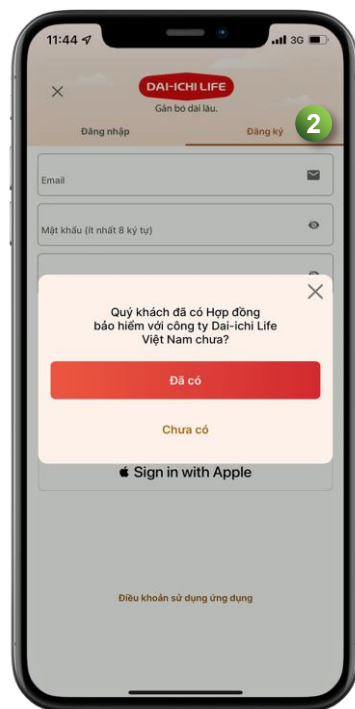 11:44
3G
DAI-ICHI LIFE
Gắn bó dài lâu.
Đăng nhập
Đăng ký
2
Email
Mật khẩu (ít nhất 8 ký tự)
Quý khách đã có Hợp đồng
bảo hiểm với công ty Dai-ichi Life
Việt Nam chưa?
Đã có
Chưa có
Sign in with Apple
Điều khoản sử dụng ứng dụng